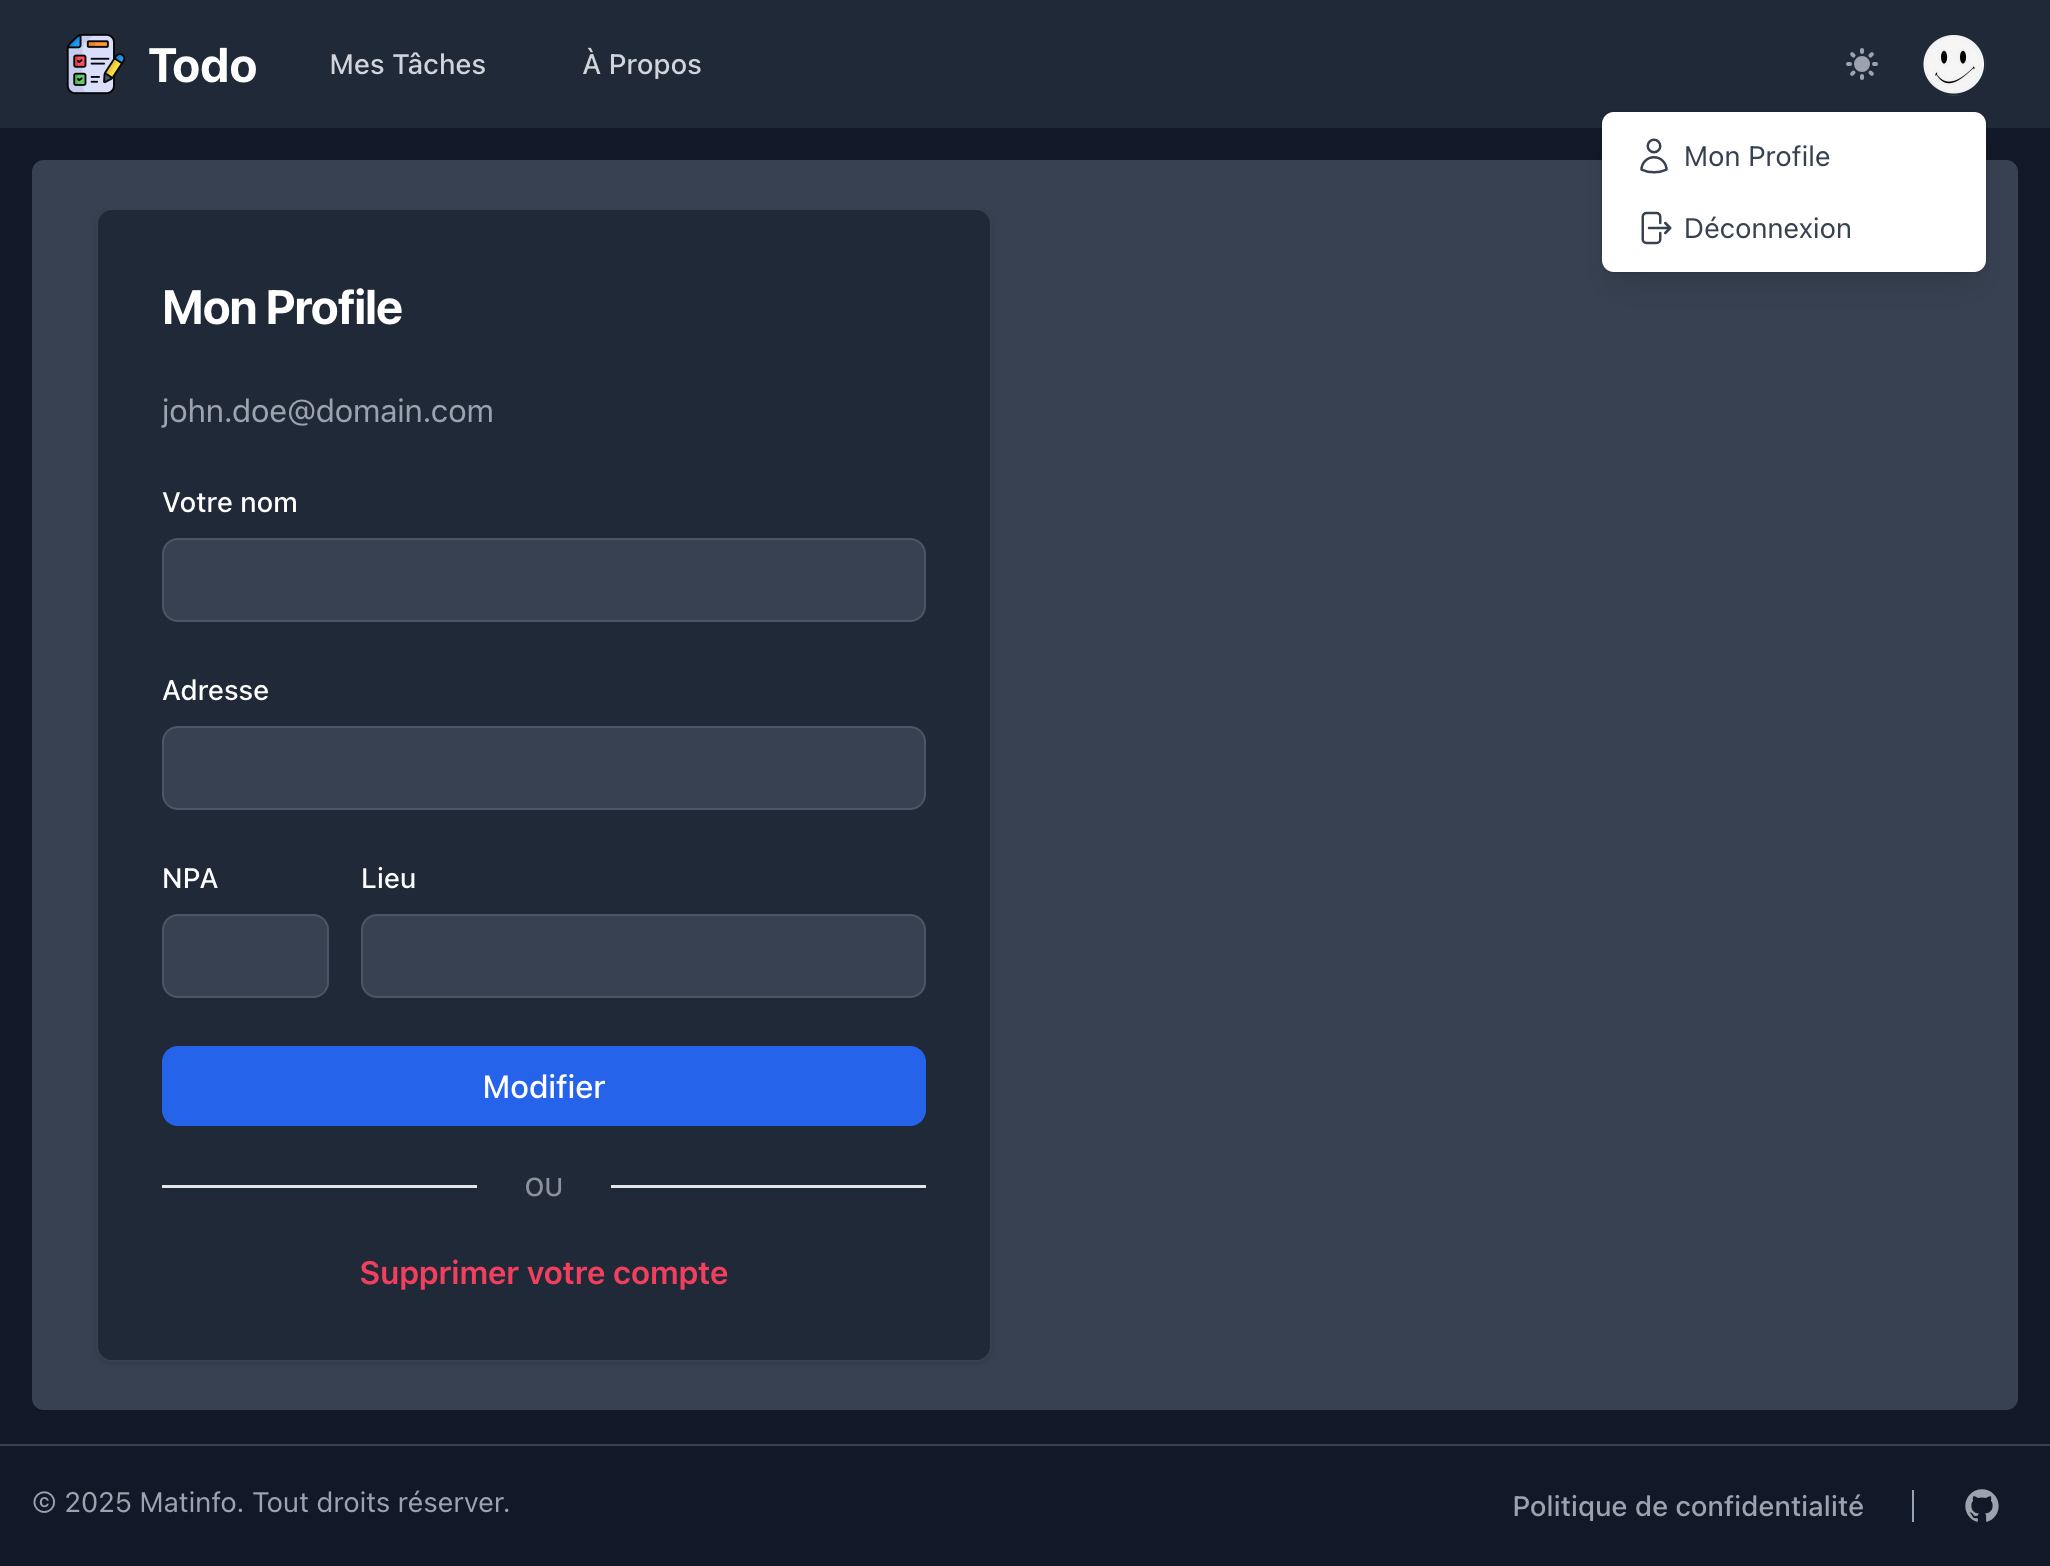 Todo
Mes Tâches
À Propos
Mon Profile
Déconnexion
Mon Profile
john.doe@domain.com
Votre nom
Adresse
NPA
Lieu
Modifier
OU
Supprimer votre compte
© 2025 Matinfo. Tout droits réserver.
Politique de confidentialité